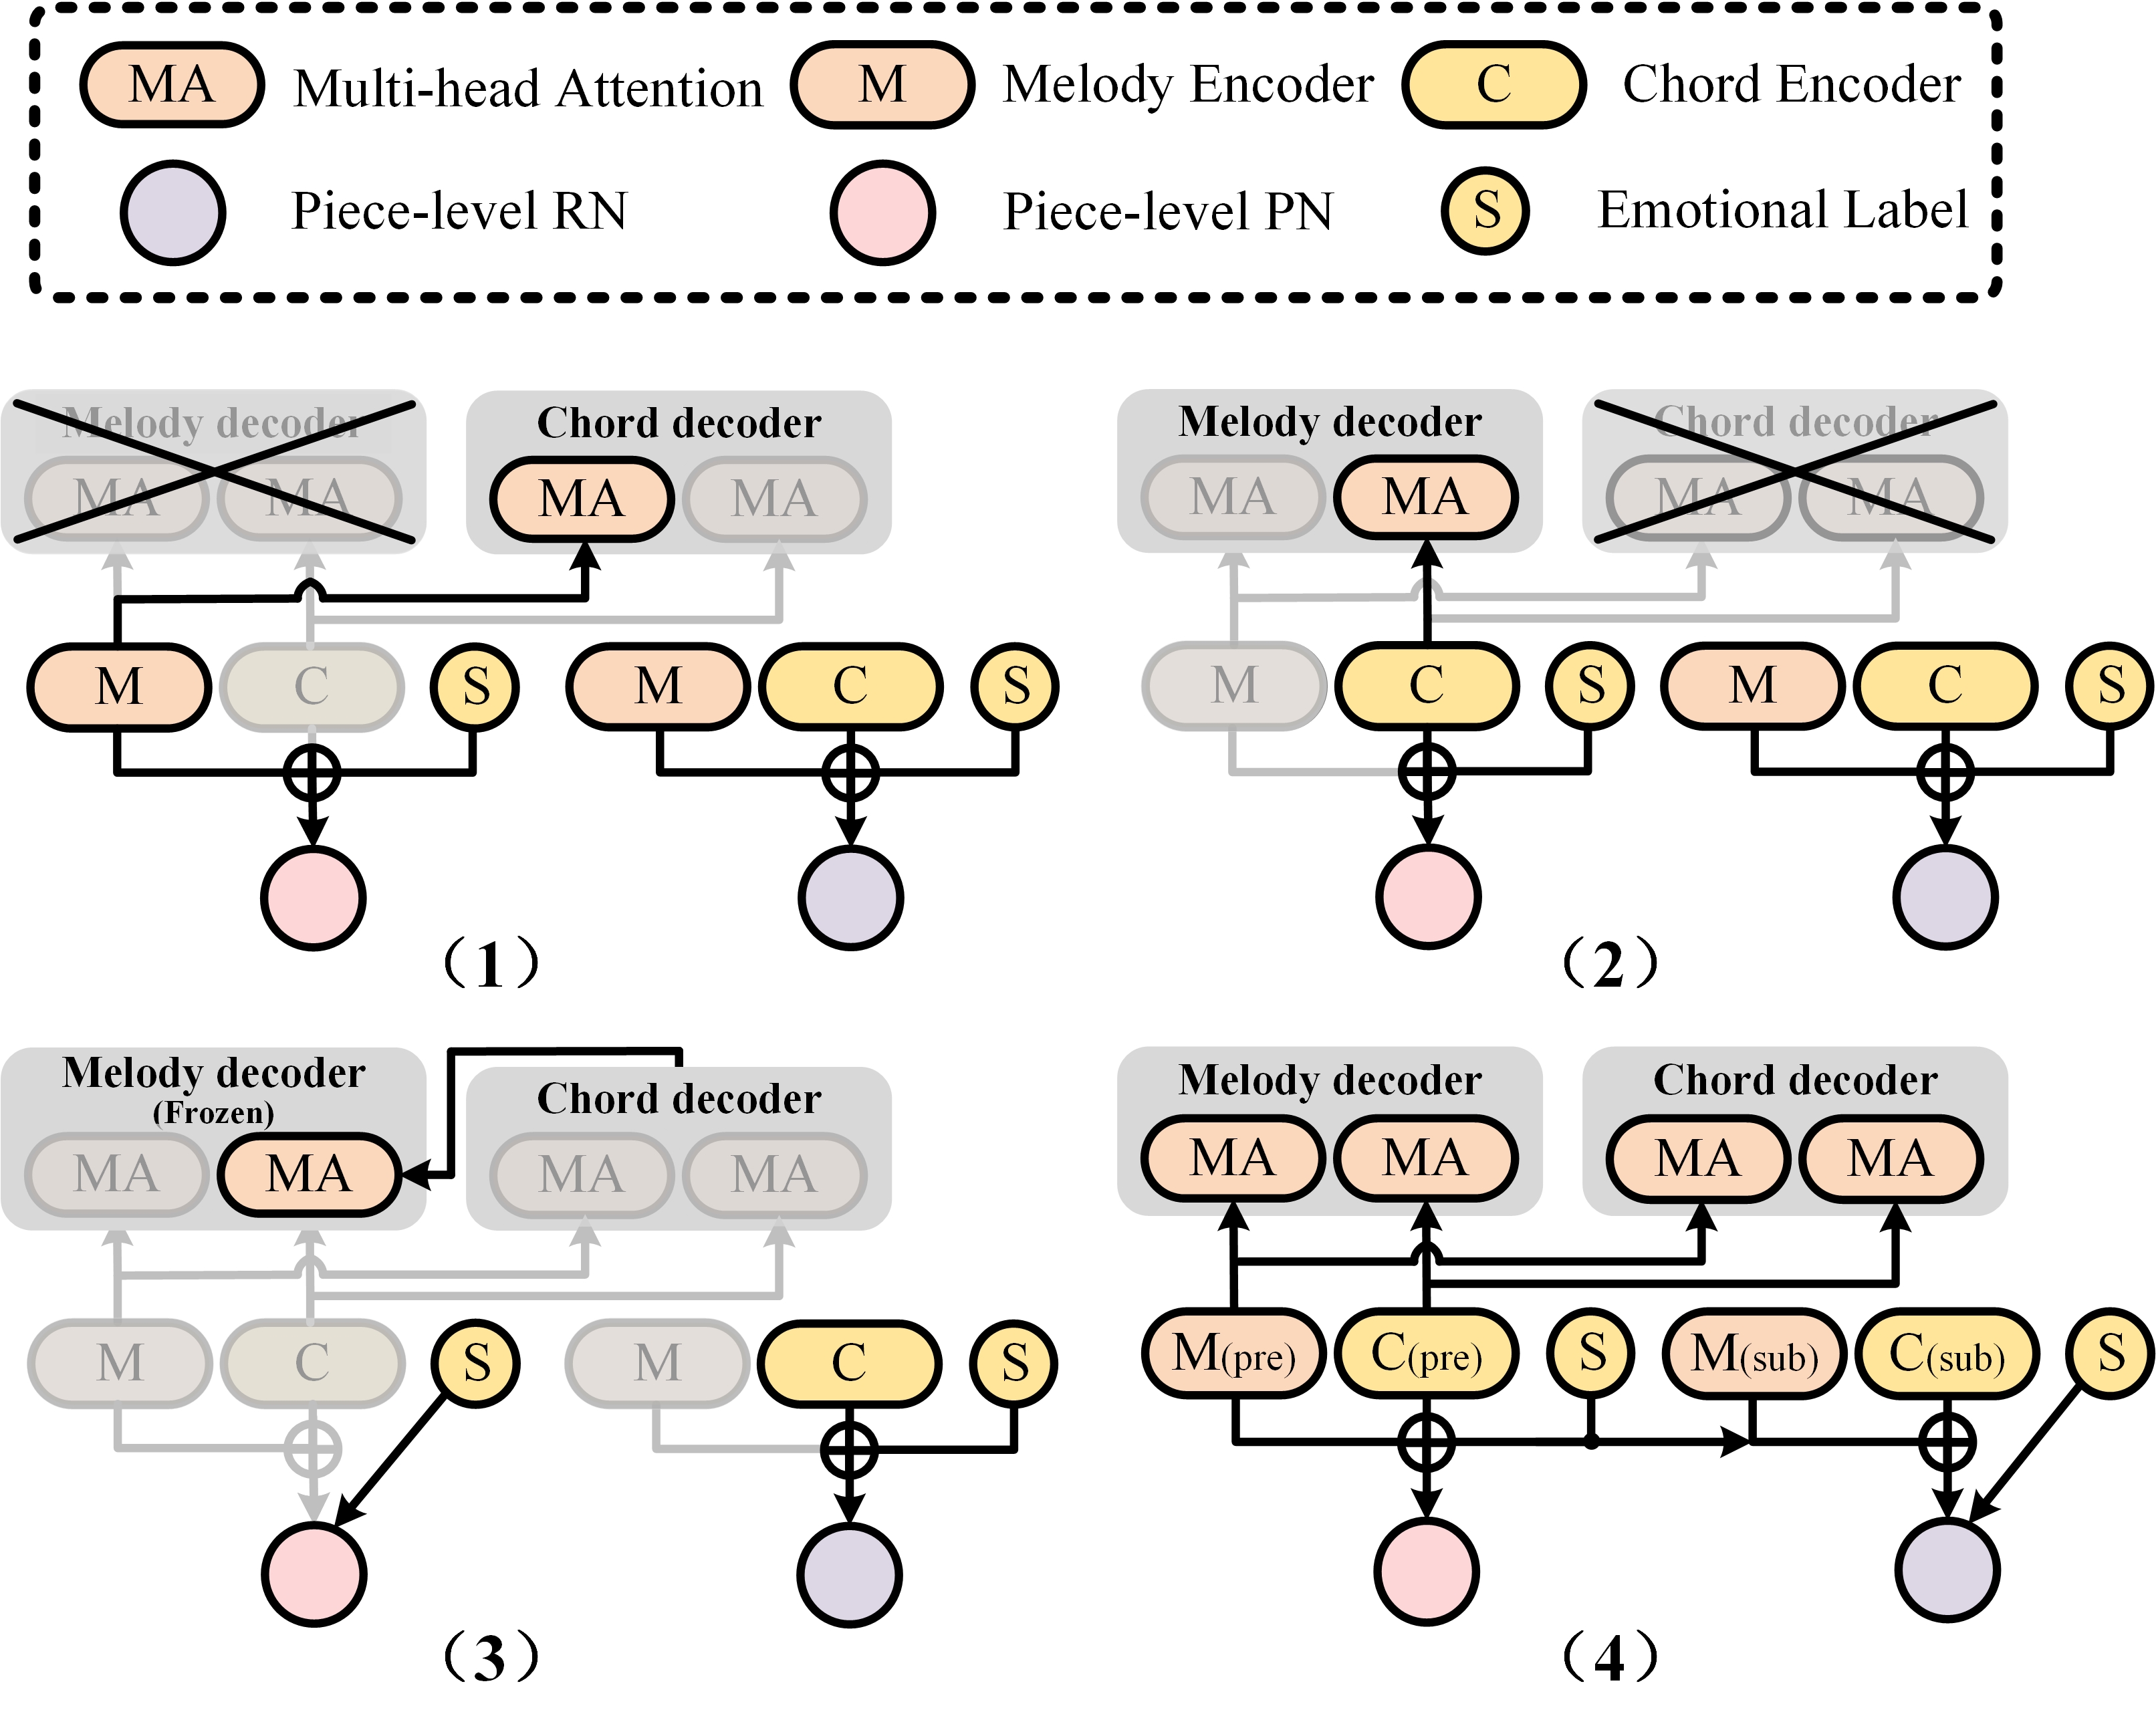 MA Multi-head Attention M Melody Encoder C Chord Encoder
Piece-level RN Piece-level PN S Emotional Label
Melody decoder
MA MA
Chord decoder
MA MA
M C S M C S
（1）
Melody decoder
MA MA
Chord decoder
MA MA
M C S M C S
（2）
Melody decoder
(Frozen)
MA MA
Chord decoder
MA MA
M C S M C S
（3）
Melody decoder
MA MA
Chord decoder
MA MA
M(pre) C(pre) S M(sub) C(sub) S
（4）